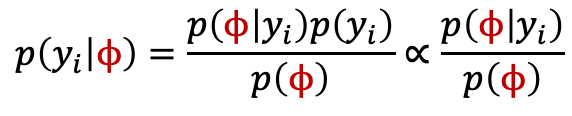 p(yᵢ|ϕ) = p(ϕ|yᵢ)p(yᵢ) / p(ϕ) ∝ p(ϕ|yᵢ) / p(ϕ)